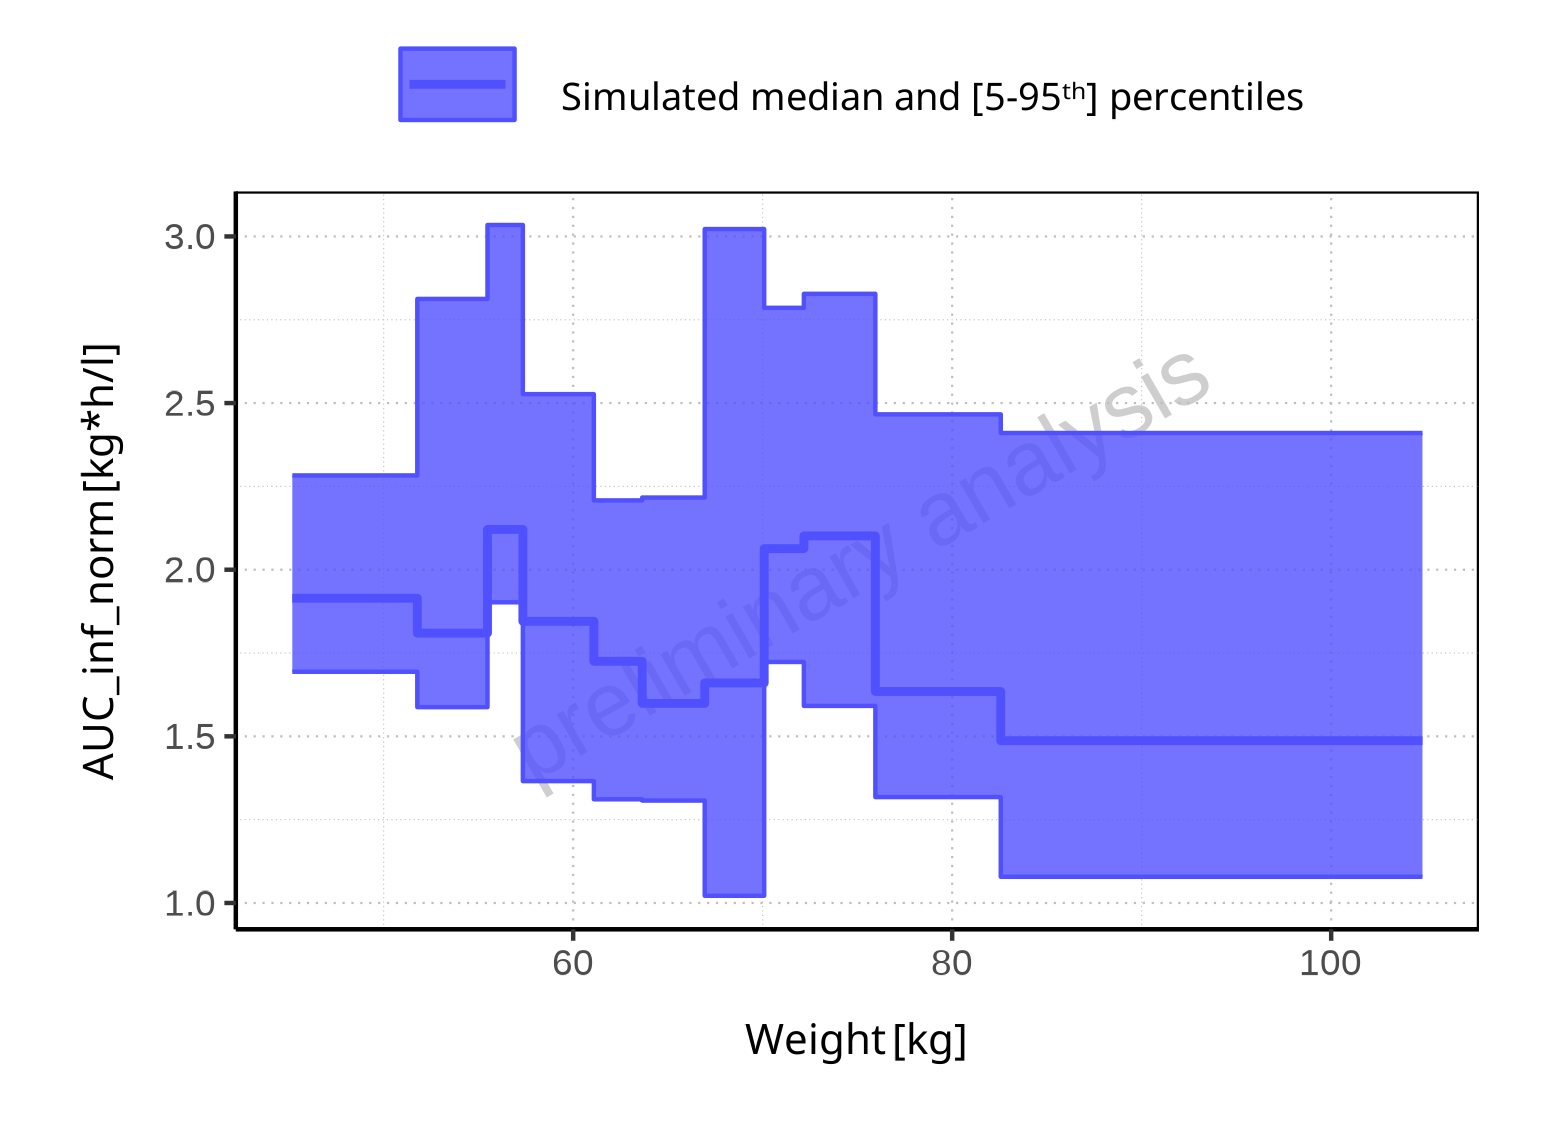 Simulated median and [5-95ᵗʰ] percentiles
AUC_inf_norm [kg*h/l]
3.0
2.5
2.0
1.5
1.0
preliminary analysis
60 80 100
Weight [kg]